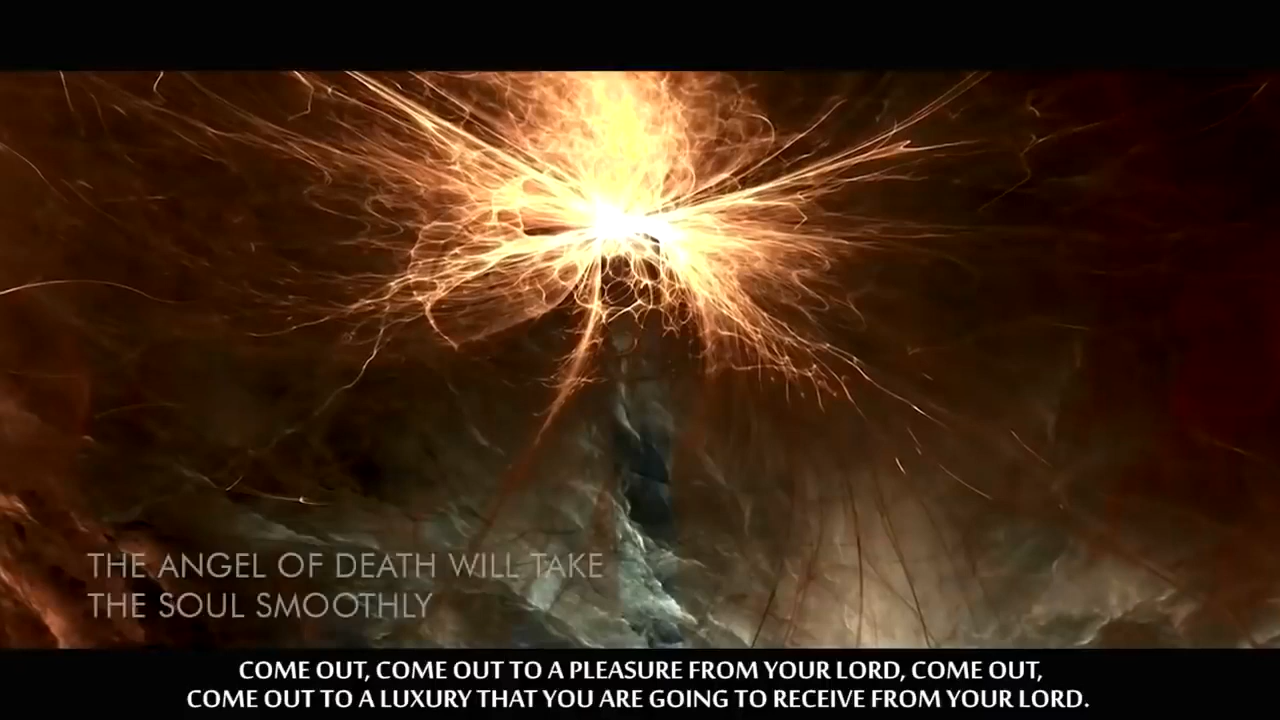 THE ANGEL OF DEATH WILL TAKE
THE SOUL SMOOTHLY
COME OUT, COME OUT TO A PLEASURE FROM YOUR LORD, COME OUT,
COME OUT TO A LUXURY THAT YOU ARE GOING TO RECEIVE FROM YOUR LORD.